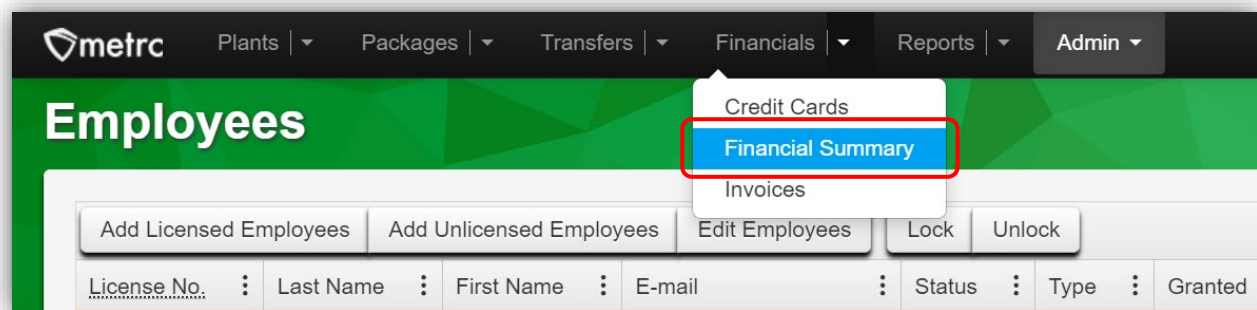 metrc Plants Packages Transfers Financials Reports Admin
Credit Cards
Employees
Financial Summary
Invoices
Add Licensed Employees Add Unlicensed Employees Edit Employees Lock Unlock
License No. Last Name First Name E-mail Status Type Granted